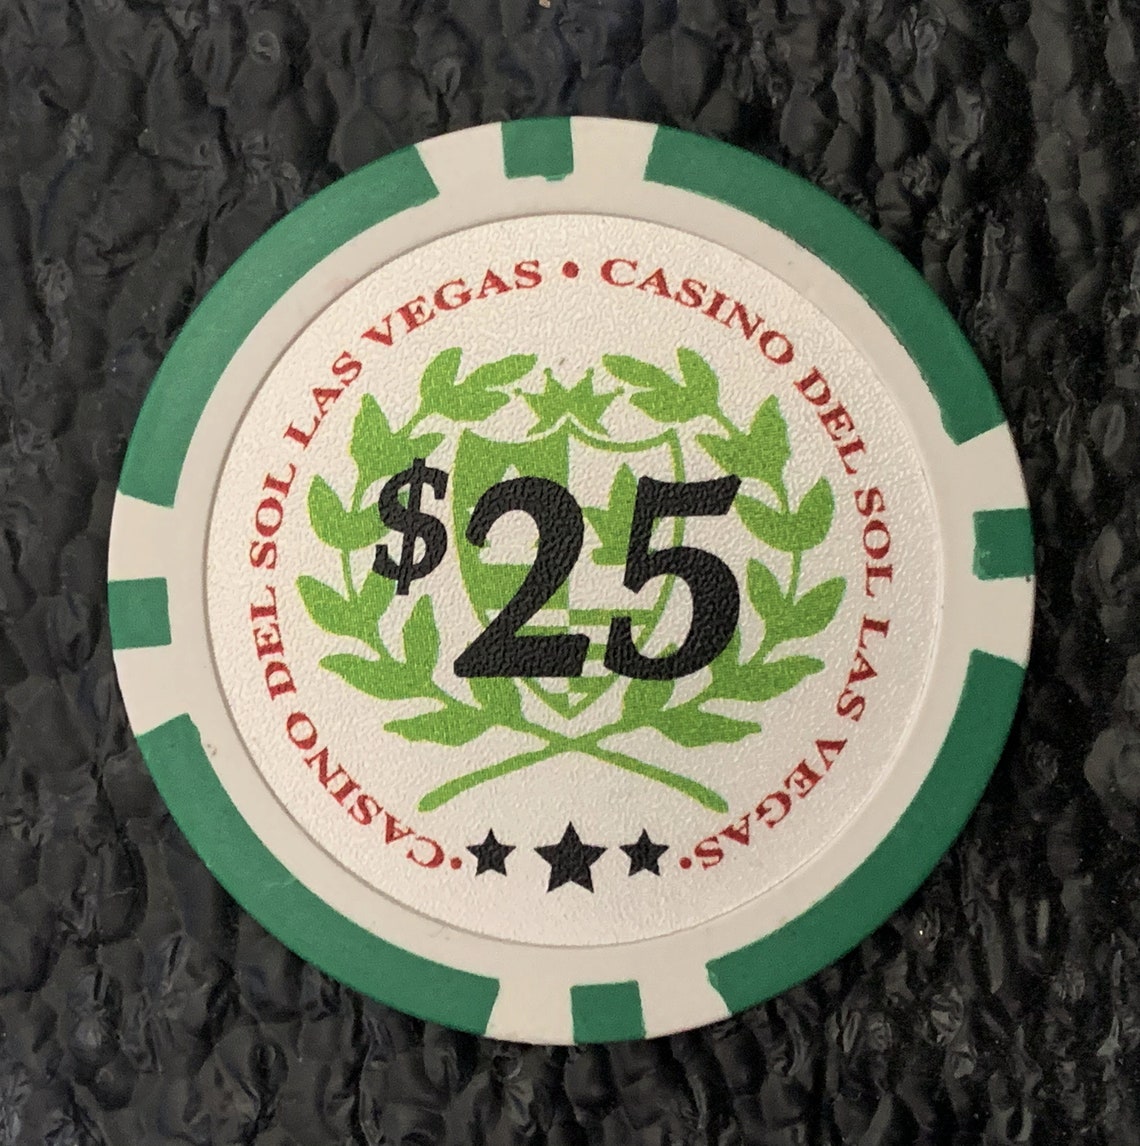 CASINO DEL SOL LAS VEGAS • CASINO DEL SOL LAS VEGAS •
$25